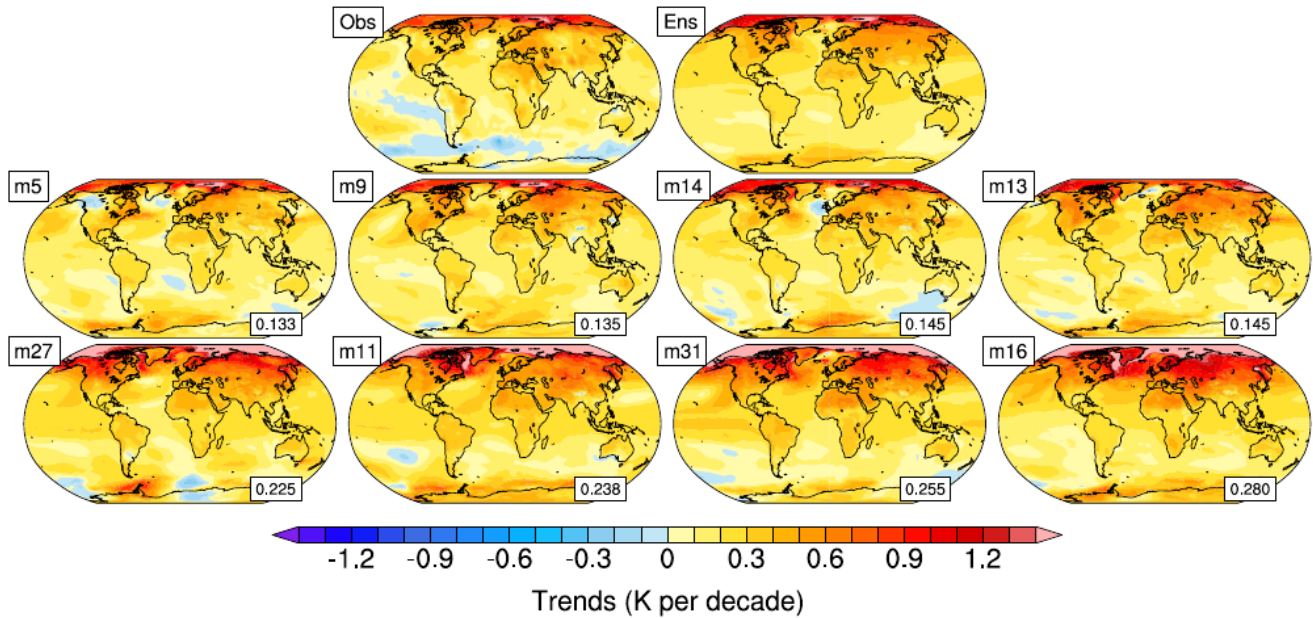 Obs
Ens
m5
m9
m14
m13
0.133
0.135
0.145
0.145
m27
m11
m31
m16
0.225
0.238
0.255
0.280
-1.2 -0.9 -0.6 -0.3 0 0.3 0.6 0.9 1.2
Trends (K per decade)